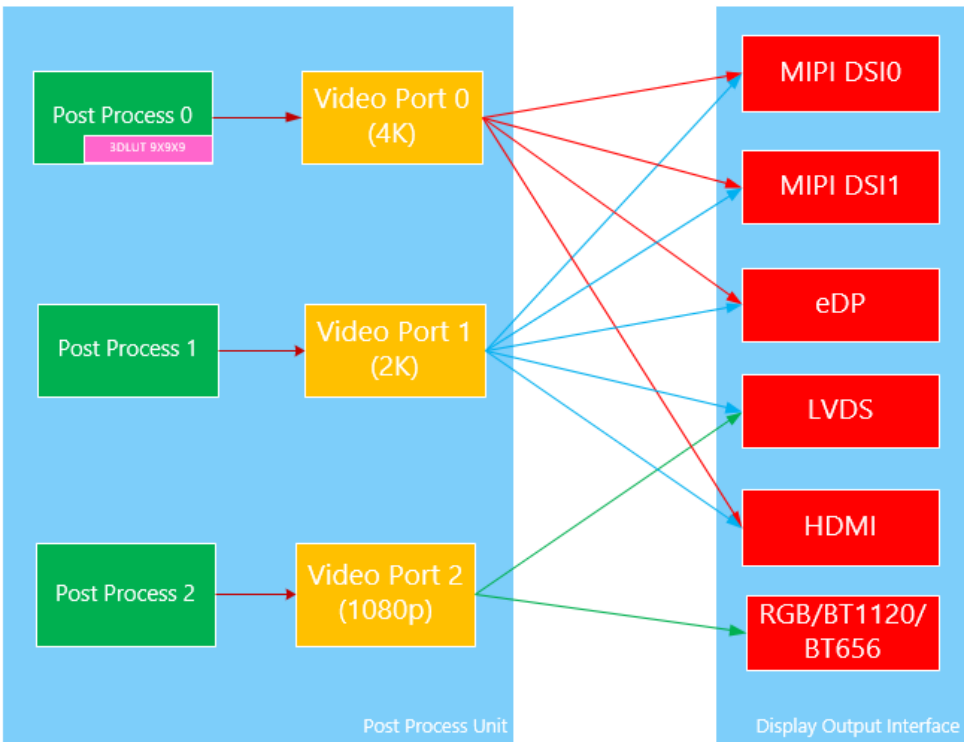 Post Process 0
3DLUT 9X9X9
Video Port 0
(4K)
Post Process 1
Video Port 1
(2K)
Post Process 2
Video Port 2
(1080p)
Post Process Unit
MIPI DSI0
MIPI DSI1
eDP
LVDS
HDMI
RGB/BT1120/
BT656
Display Output Interface